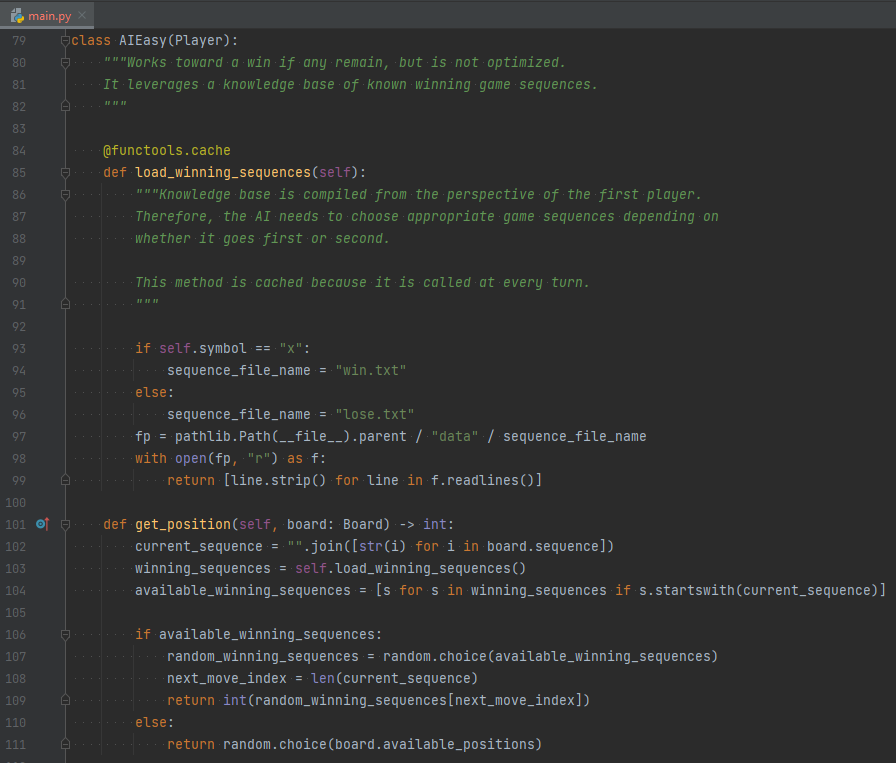 main.py
79 class AIEasy(Player):
80     """Works toward a win if any remain, but is not optimized.
81     It leverages a knowledge base of known winning game sequences.
82     """
83
84     @functools.cache
85     def load_winning_sequences(self):
86         """Knowledge base is compiled from the perspective of the first player.
87         Therefore, the AI needs to choose appropriate game sequences depending on
88         whether it goes first or second.
89
90         This method is cached because it is called at every turn.
91         """
92
93         if self.symbol == "x":
94             sequence_file_name = "win.txt"
95         else:
96             sequence_file_name = "lose.txt"
97         fp = pathlib.Path(__file__).parent / "data" / sequence_file_name
98         with open(fp, "r") as f:
99             return [line.strip() for line in f.readlines()]
100
101     def get_position(self, board: Board) -> int:
102         current_sequence = "".join([str(i) for i in board.sequence])
103         winning_sequences = self.load_winning_sequences()
104         available_winning_sequences = [s for s in winning_sequences if s.startswith(current_sequence)]
105
106         if available_winning_sequences:
107             random_winning_sequences = random.choice(available_winning_sequences)
108             next_move_index = len(current_sequence)
109             return int(random_winning_sequences[next_move_index])
110         else:
111             return random.choice(board.available_positions)